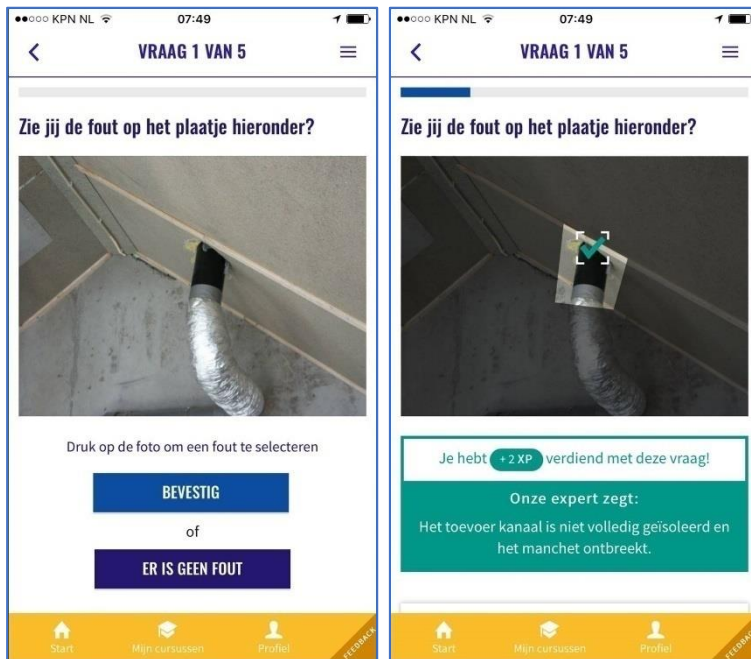 KPN NL 07:49
VRAAG 1 VAN 5
Zie jij de fout op het plaatje hieronder?
Druk op de foto om een fout te selecteren
BEVESTIG
of
ER IS GEEN FOUT
Start Mijn cursussen Profiel FEEDBACK
KPN NL 07:49
VRAAG 1 VAN 5
Zie jij de fout op het plaatje hieronder?
Je hebt +2 XP verdiend met deze vraag!
Onze expert zegt:
Het toevoer kanaal is niet volledig geïsoleerd en
het manchet ontbreekt.
Start Mijn cursussen Profiel FEEDBACK